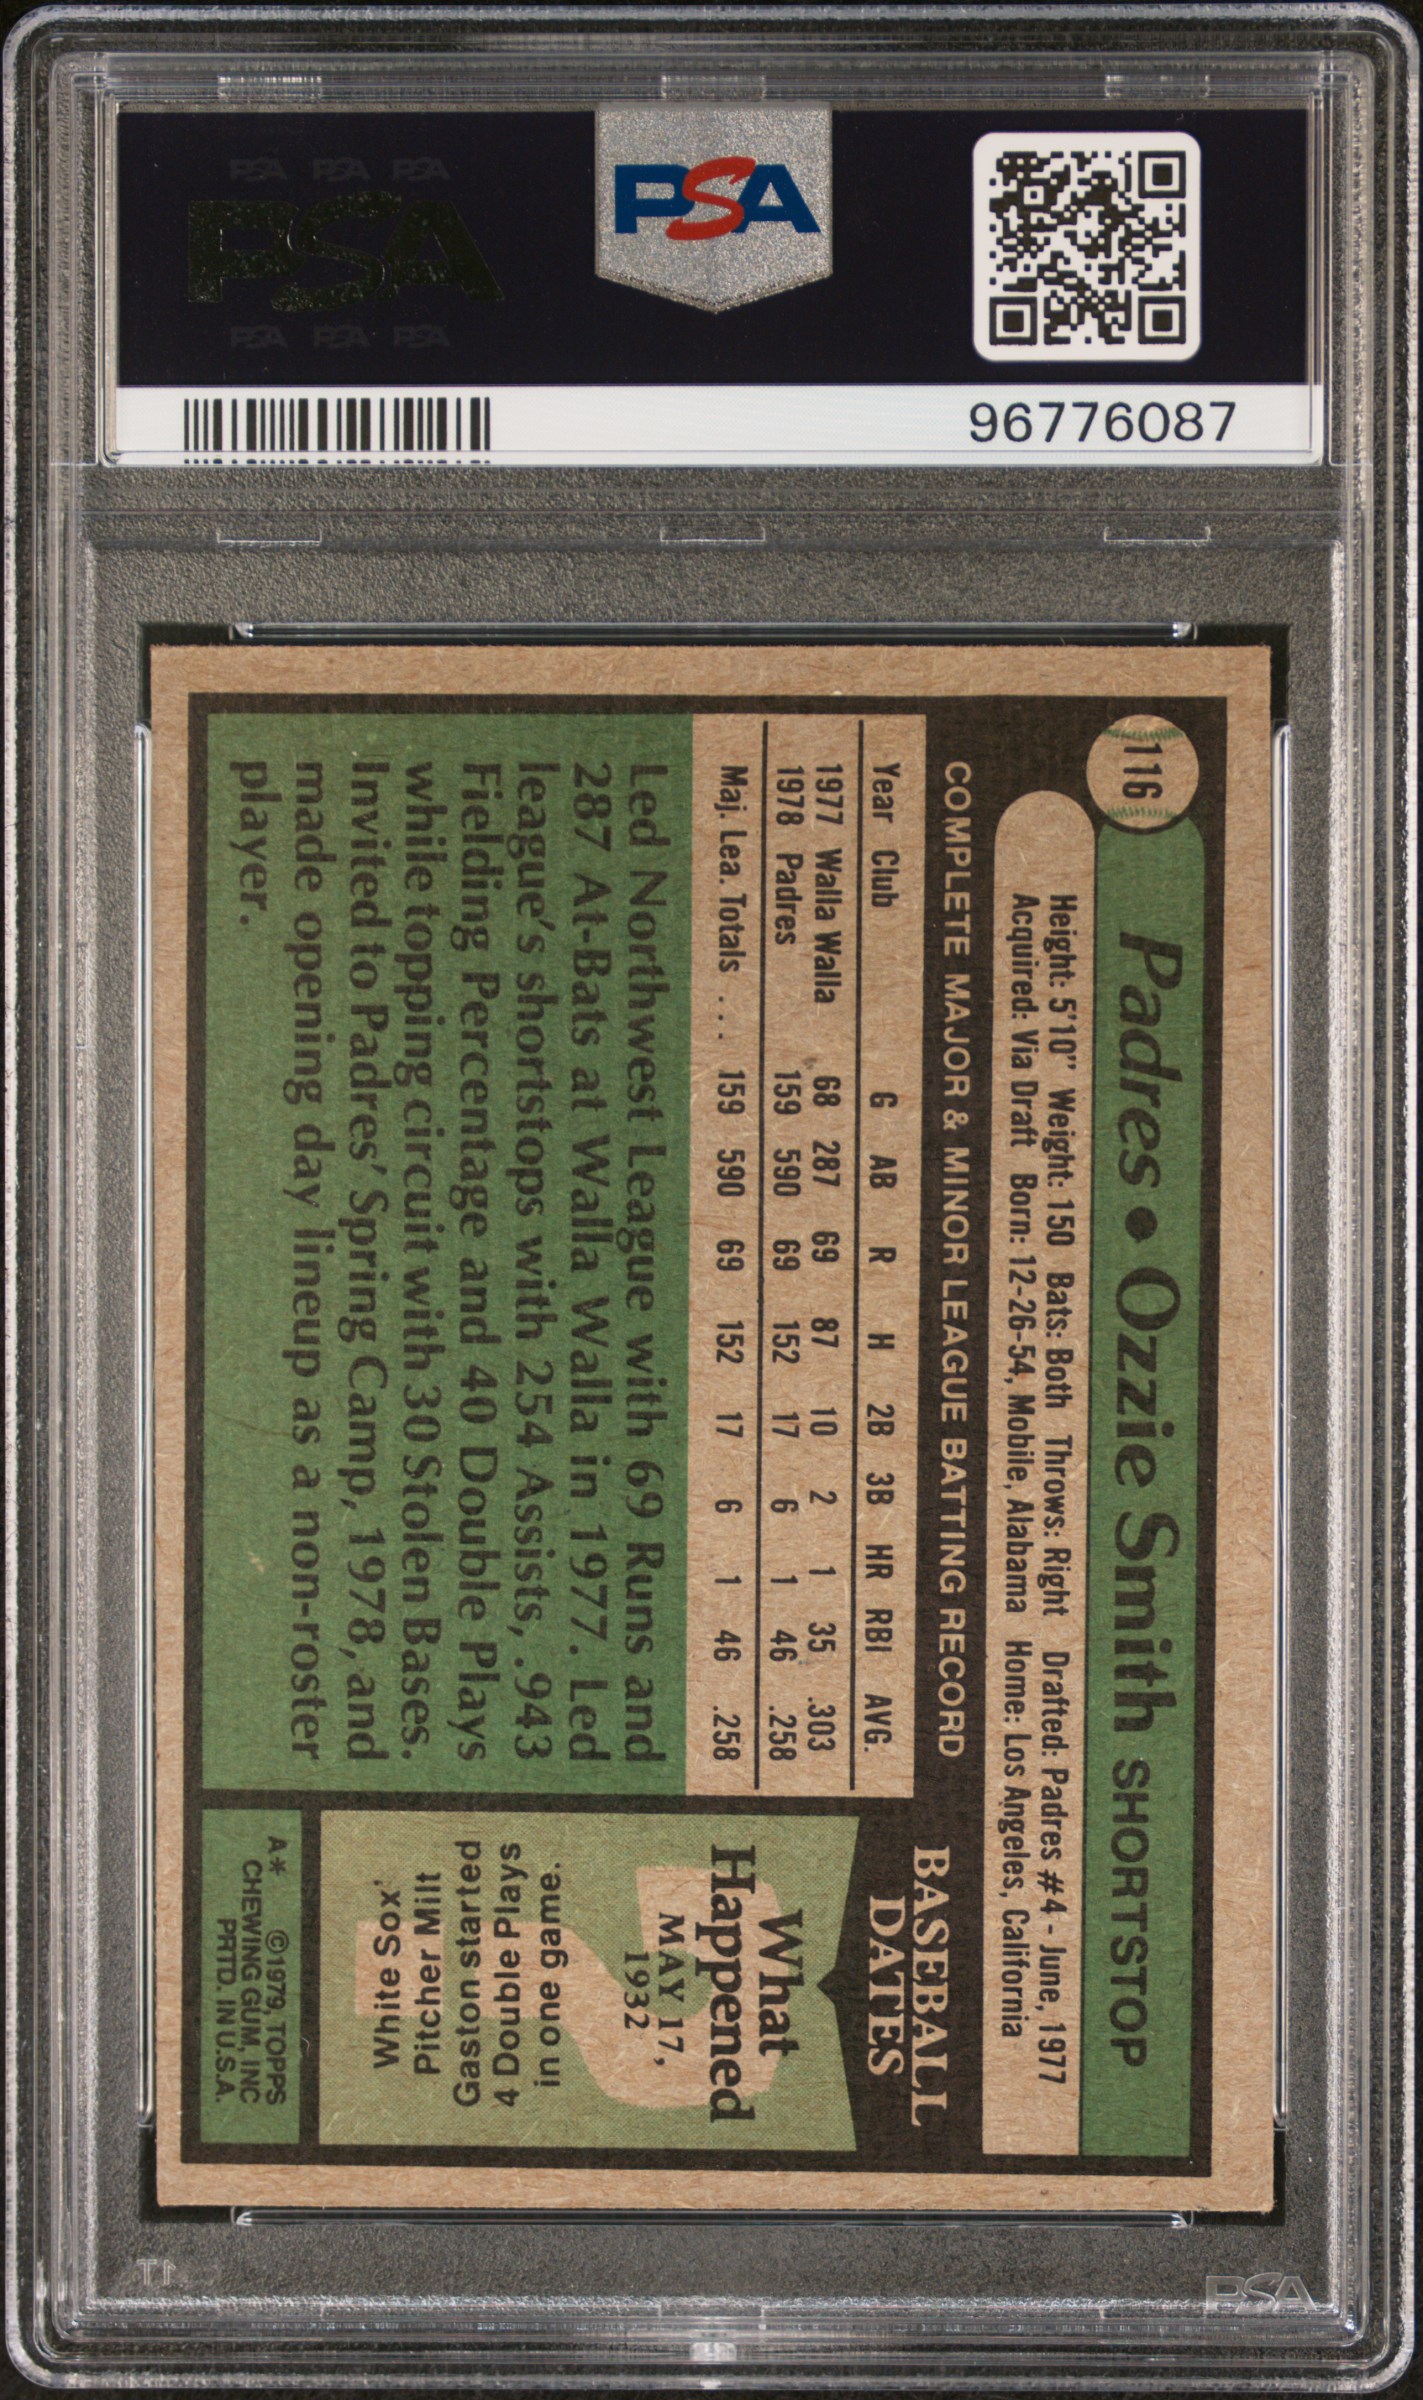 PSA PSA PSA
PSA
PSA PSA PSA
PSA
96776087
116
Padres • Ozzie Smith SHORTSTOP
Height: 5'10" Weight: 150 Bats: Both Throws: Right Drafted: Padres #4 - June, 1977
Acquired: Via Draft Born: 12-26-54, Mobile, Alabama Home: Los Angeles, California
COMPLETE MAJOR & MINOR LEAGUE BATTING RECORD
Year Club G AB R H 2B 3B HR RBI AVG.
1977 Walla Walla 68 287 69 87 10 2 1 35 .303
1978 Padres 159 590 69 152 17 6 1 46 .258
Maj. Lea. Totals ... 159 590 69 152 17 6 1 46 .258
Led Northwest League with 69 Runs and
287 At-Bats at Walla Walla in 1977. Led
league's shortstops with 254 Assists, .943
Fielding Percentage and 40 Double Plays
while topping circuit with 30 Stolen Bases.
Invited to Padres' Spring Camp, 1978, and
made opening day lineup as a non-roster
player.
BASEBALL
DATES
What
Happened
MAY 17,
1932
White Sox'
Pitcher Milt
Gaston started
4 Double Plays
in one game.
A* ©1979, TOPPS
CHEWING GUM, INC
PRTD. IN U.S.A.
PSA